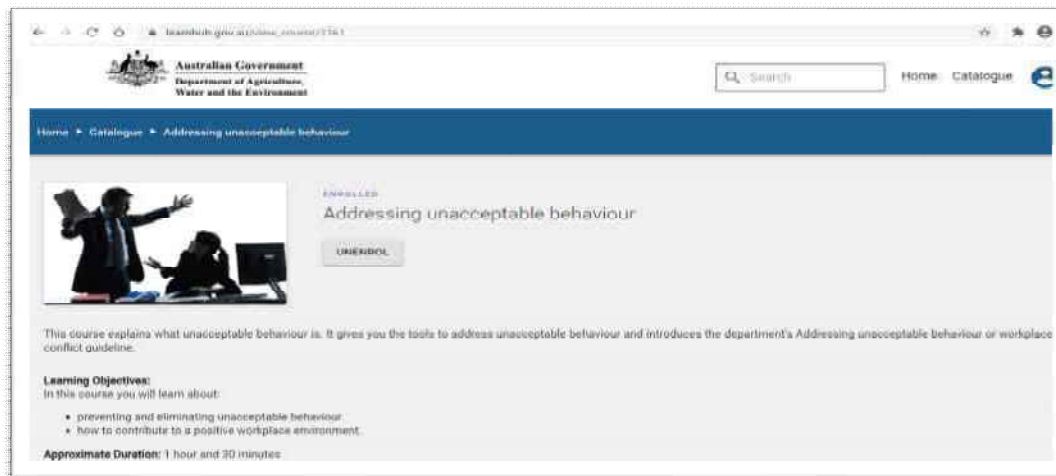 Australian Government
Department of Agriculture,
Water and the Environment
Search
Home Catalogue
Home ▸ Catalogue ▸ Addressing unacceptable behaviour
ENROLLED
Addressing unacceptable behaviour
UNENROL
This course explains what unacceptable behaviour is. It gives you the tools to address unacceptable behaviour and introduces the department's Addressing unacceptable behaviour or workplace
conflict guideline.
Learning Objectives:
In this course you will learn about:
• preventing and eliminating unacceptable behaviour
• how to contribute to a positive workplace environment.
Approximate Duration: 1 hour and 30 minutes